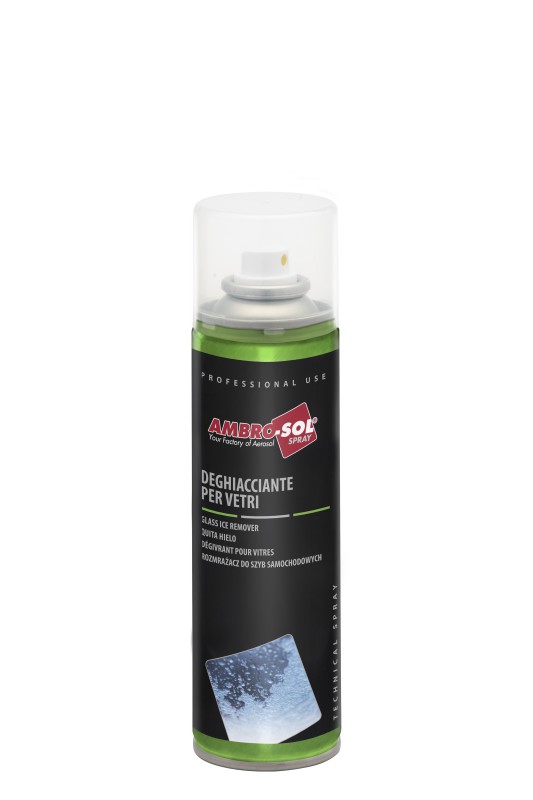 PROFESSIONAL USE
AMBRO-SOL®
SPRAY
Your Factory of Aerosol
DEGHIACCIANTE
PER VETRI
GLASS ICE REMOVER
QUITA HIELO
DÉGIVRANT POUR VITRES
ROZMRAŻACZ DO SZYB SAMOCHODOWYCH
TECHNICAL SPRAY